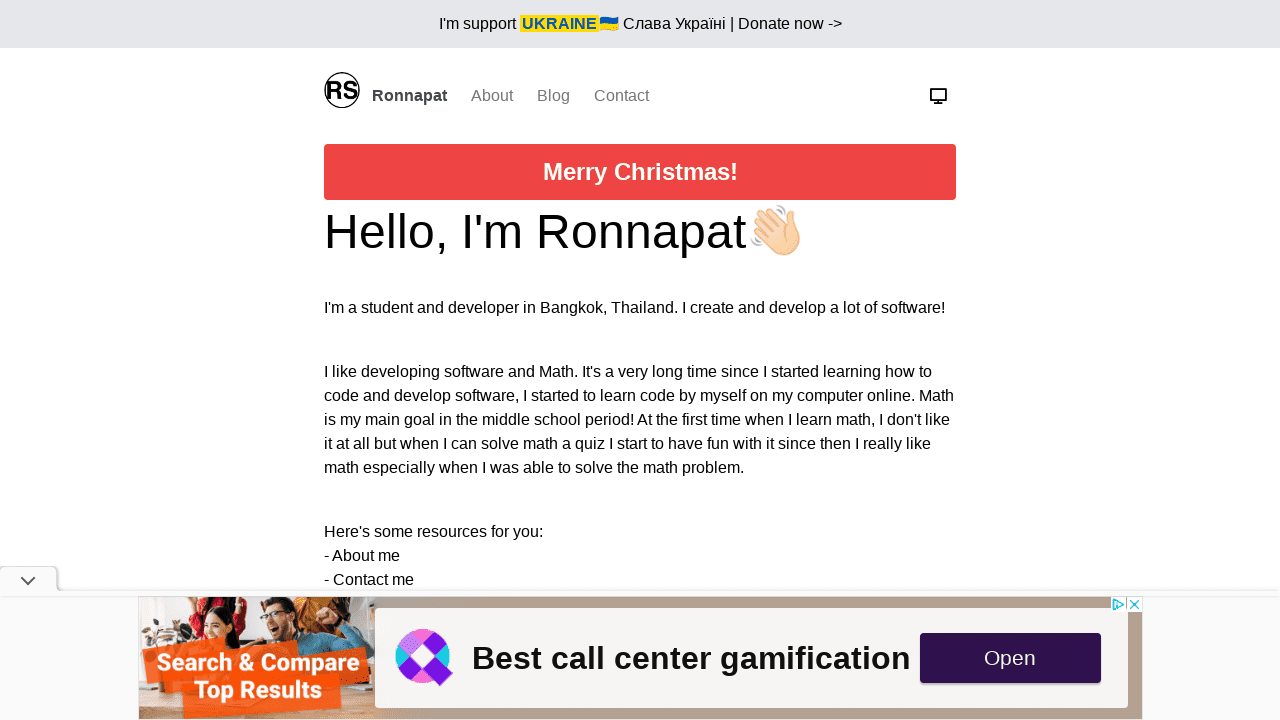 I'm support UKRAINE🇺🇦 Слава Україні | Donate now ->
RS Ronnapat About Blog Contact
Merry Christmas!
Hello, I'm Ronnapat👋🏻
I'm a student and developer in Bangkok, Thailand. I create and develop a lot of software!
I like developing software and Math. It's a very long time since I started learning how to
code and develop software, I started to learn code by myself on my computer online. Math
is my main goal in the middle school period! At the first time when I learn math, I don't like
it at all but when I can solve math a quiz I start to have fun with it since then I really like
math especially when I was able to solve the math problem.
Here's some resources for you:
- About me
- Contact me
Search & Compare
Top Results
Best call center gamification
Open